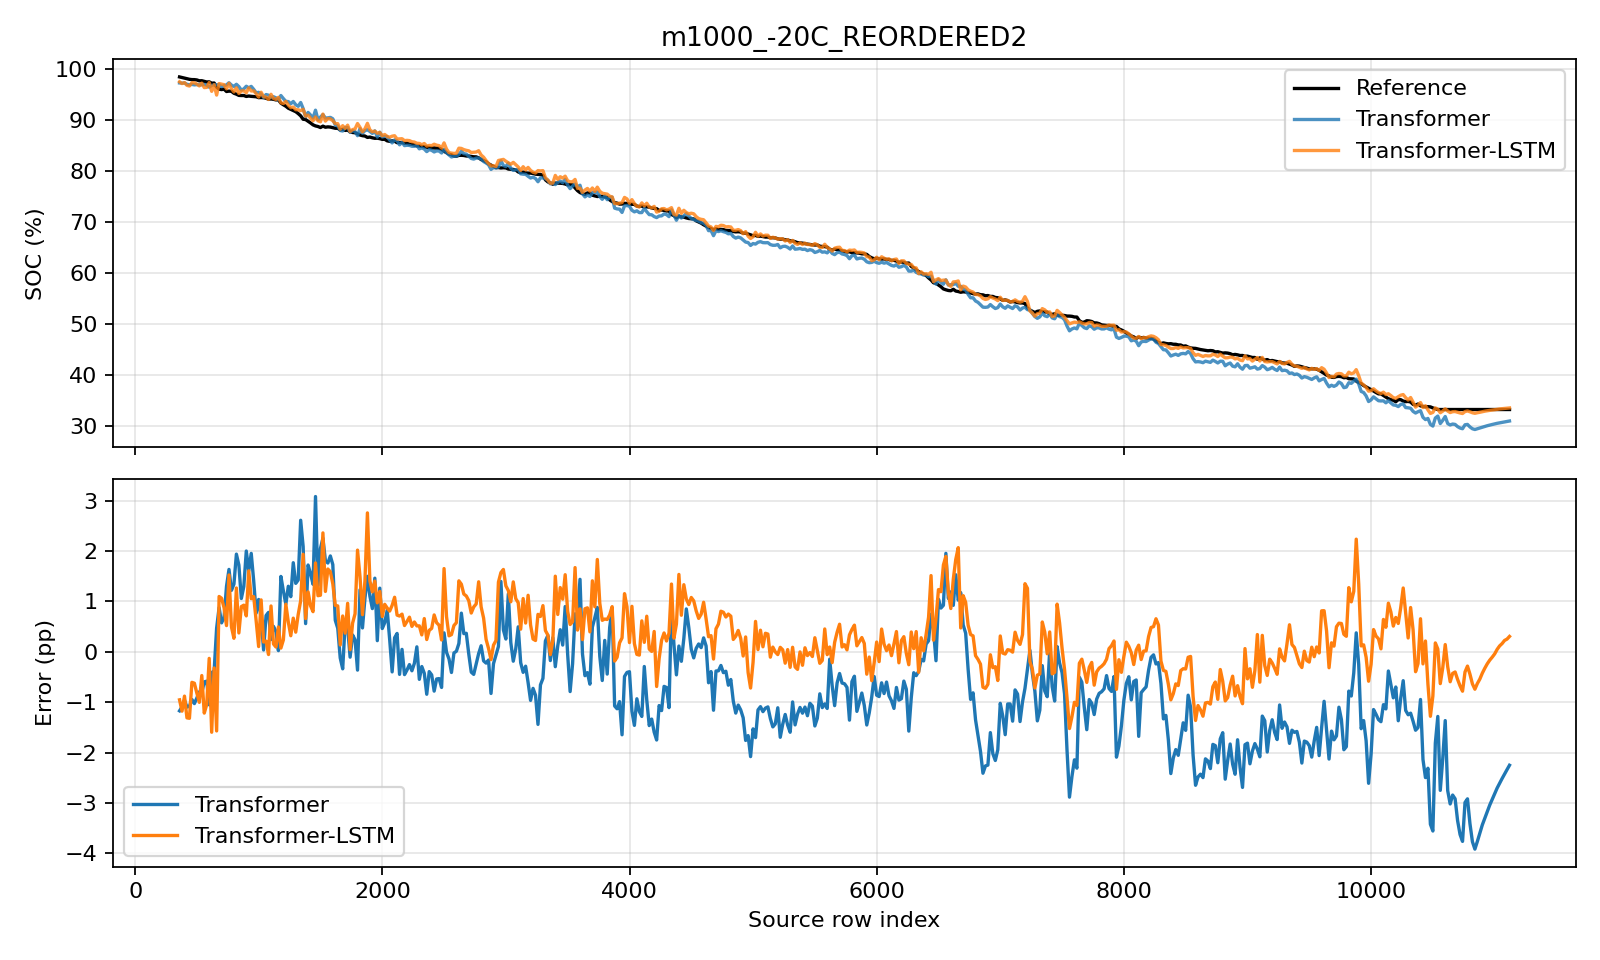 m1000_-20C_REORDERED2
100
90
80
70
60
50
40
30
SOC (%)
Reference
Transformer
Transformer-LSTM
3
2
1
0
−1
−2
−3
−4
Error (pp)
Transformer
Transformer-LSTM
0 2000 4000 6000 8000 10000
Source row index